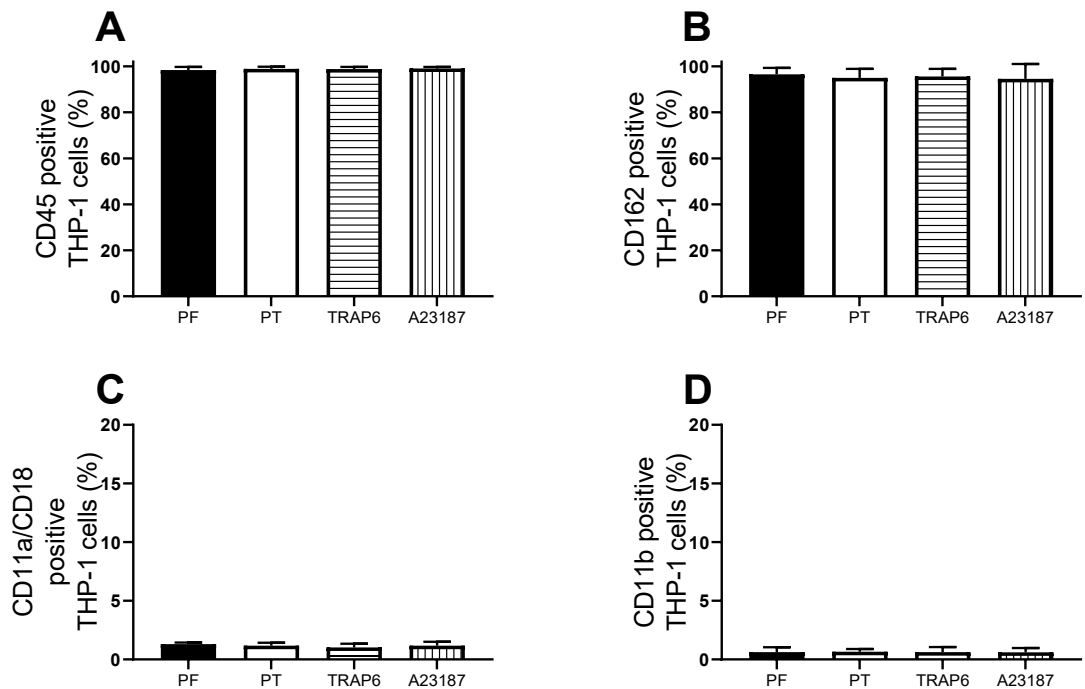 A
CD45 positive
THP-1 cells (%)
100
80
60
40
20
0
PF PT TRAP6 A23187
B
CD162 positive
THP-1 cells (%)
100
80
60
40
20
0
PF PT TRAP6 A23187
C
CD11a/CD18
positive
THP-1 cells (%)
20
15
10
5
0
PF PT TRAP6 A23187
D
CD11b positive
THP-1 cells (%)
20
15
10
5
0
PF PT TRAP6 A23187